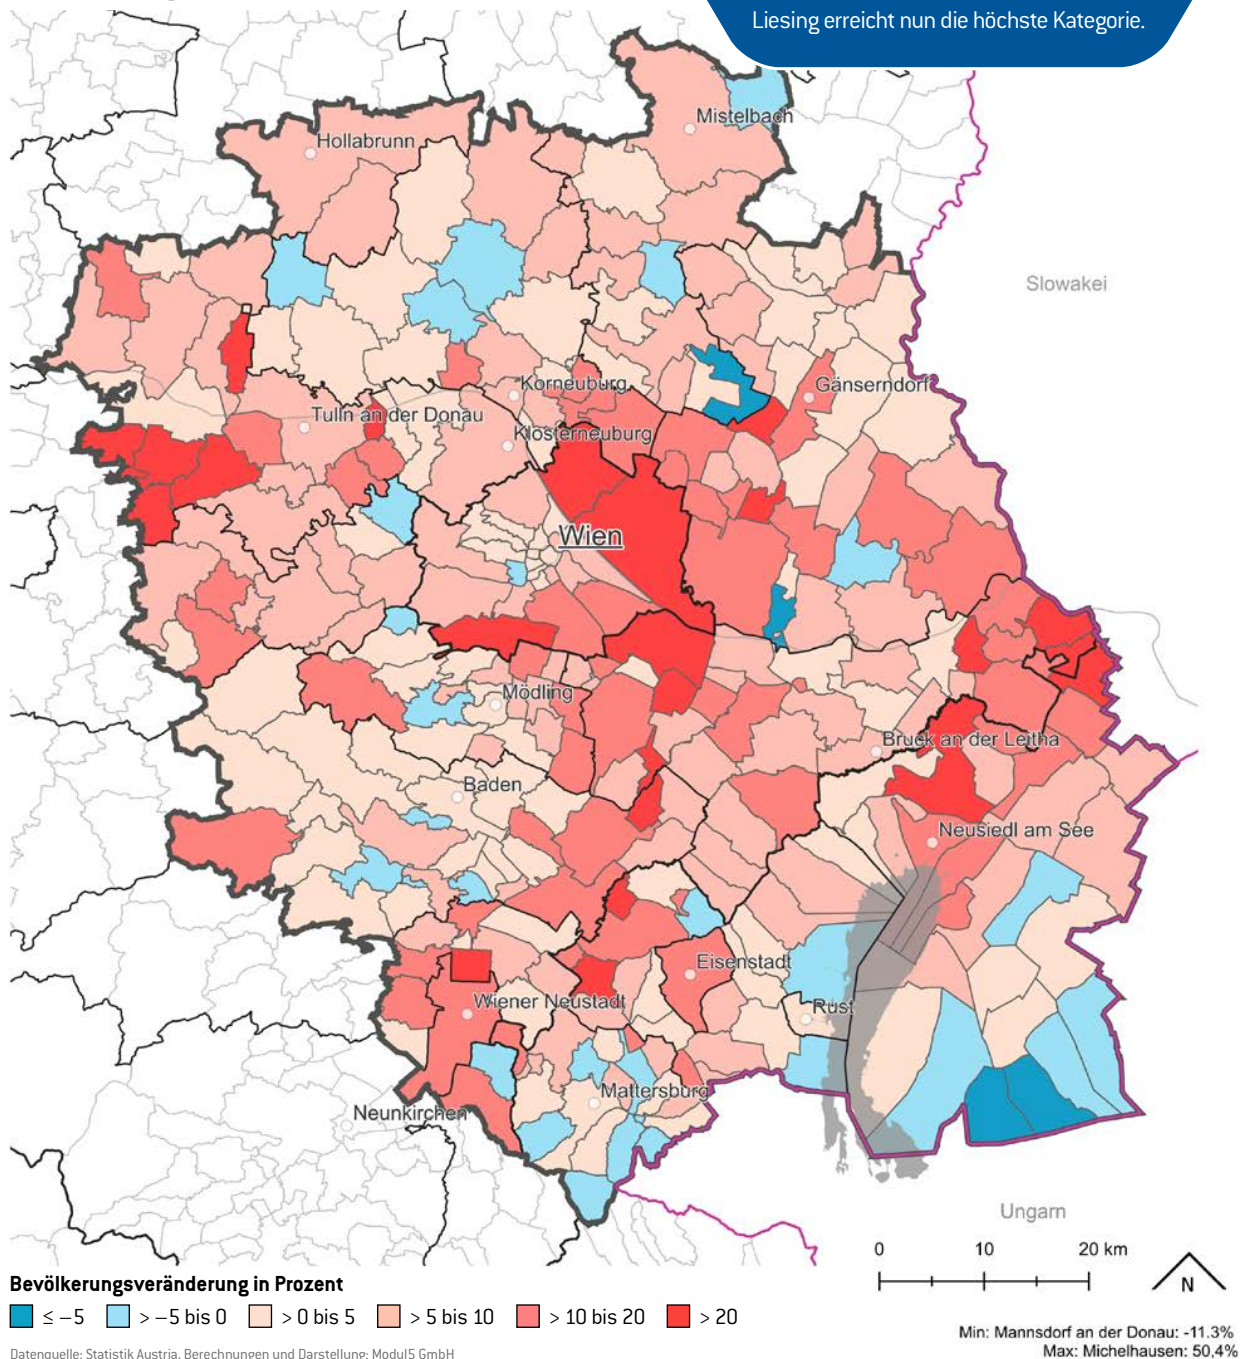 Liesing erreicht nun die höchste Kategorie.
Mistelbach
Hollabrunn
Slowakei
Korneuburg
Gänserndorf
Tulln an der Donau
Klosterneuburg
Wien
Mödling
Bruck an der Leitha
Baden
Neusiedl am See
Eisenstadt
Wiener Neustadt
Rust
Mattersburg
Neunkirchen
Ungarn
0 10 20 km
N
Bevölkerungsveränderung in Prozent
≤ −5 > −5 bis 0 > 0 bis 5 > 5 bis 10 > 10 bis 20 > 20
Min: Mannsdorf an der Donau: -11.3%
Max: Michelhausen: 50,4%
Datenquelle: Statistik Austria, Berechnungen und Darstellung: Modul5 GmbH